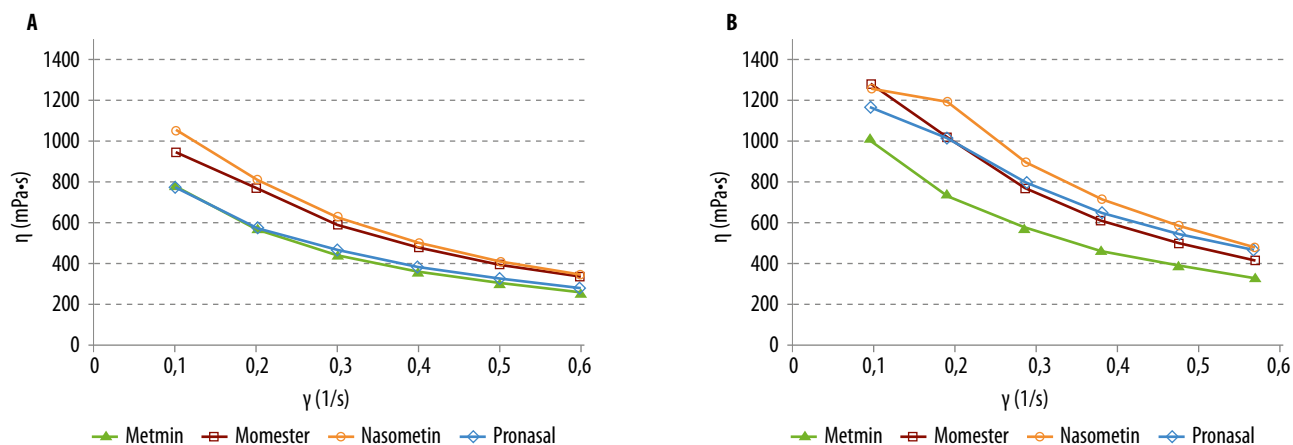 A
η (mPa•s)
1400
1200
1000
800
600
400
200
0
0 0,1 0,2 0,3 0,4 0,5 0,6
γ (1/s)
Metmin Momester Nasometin Pronasal
B
η (mPa•s)
1400
1200
1000
800
600
400
200
0
0 0,1 0,2 0,3 0,4 0,5 0,6
γ (1/s)
Metmin Momester Nasometin Pronasal